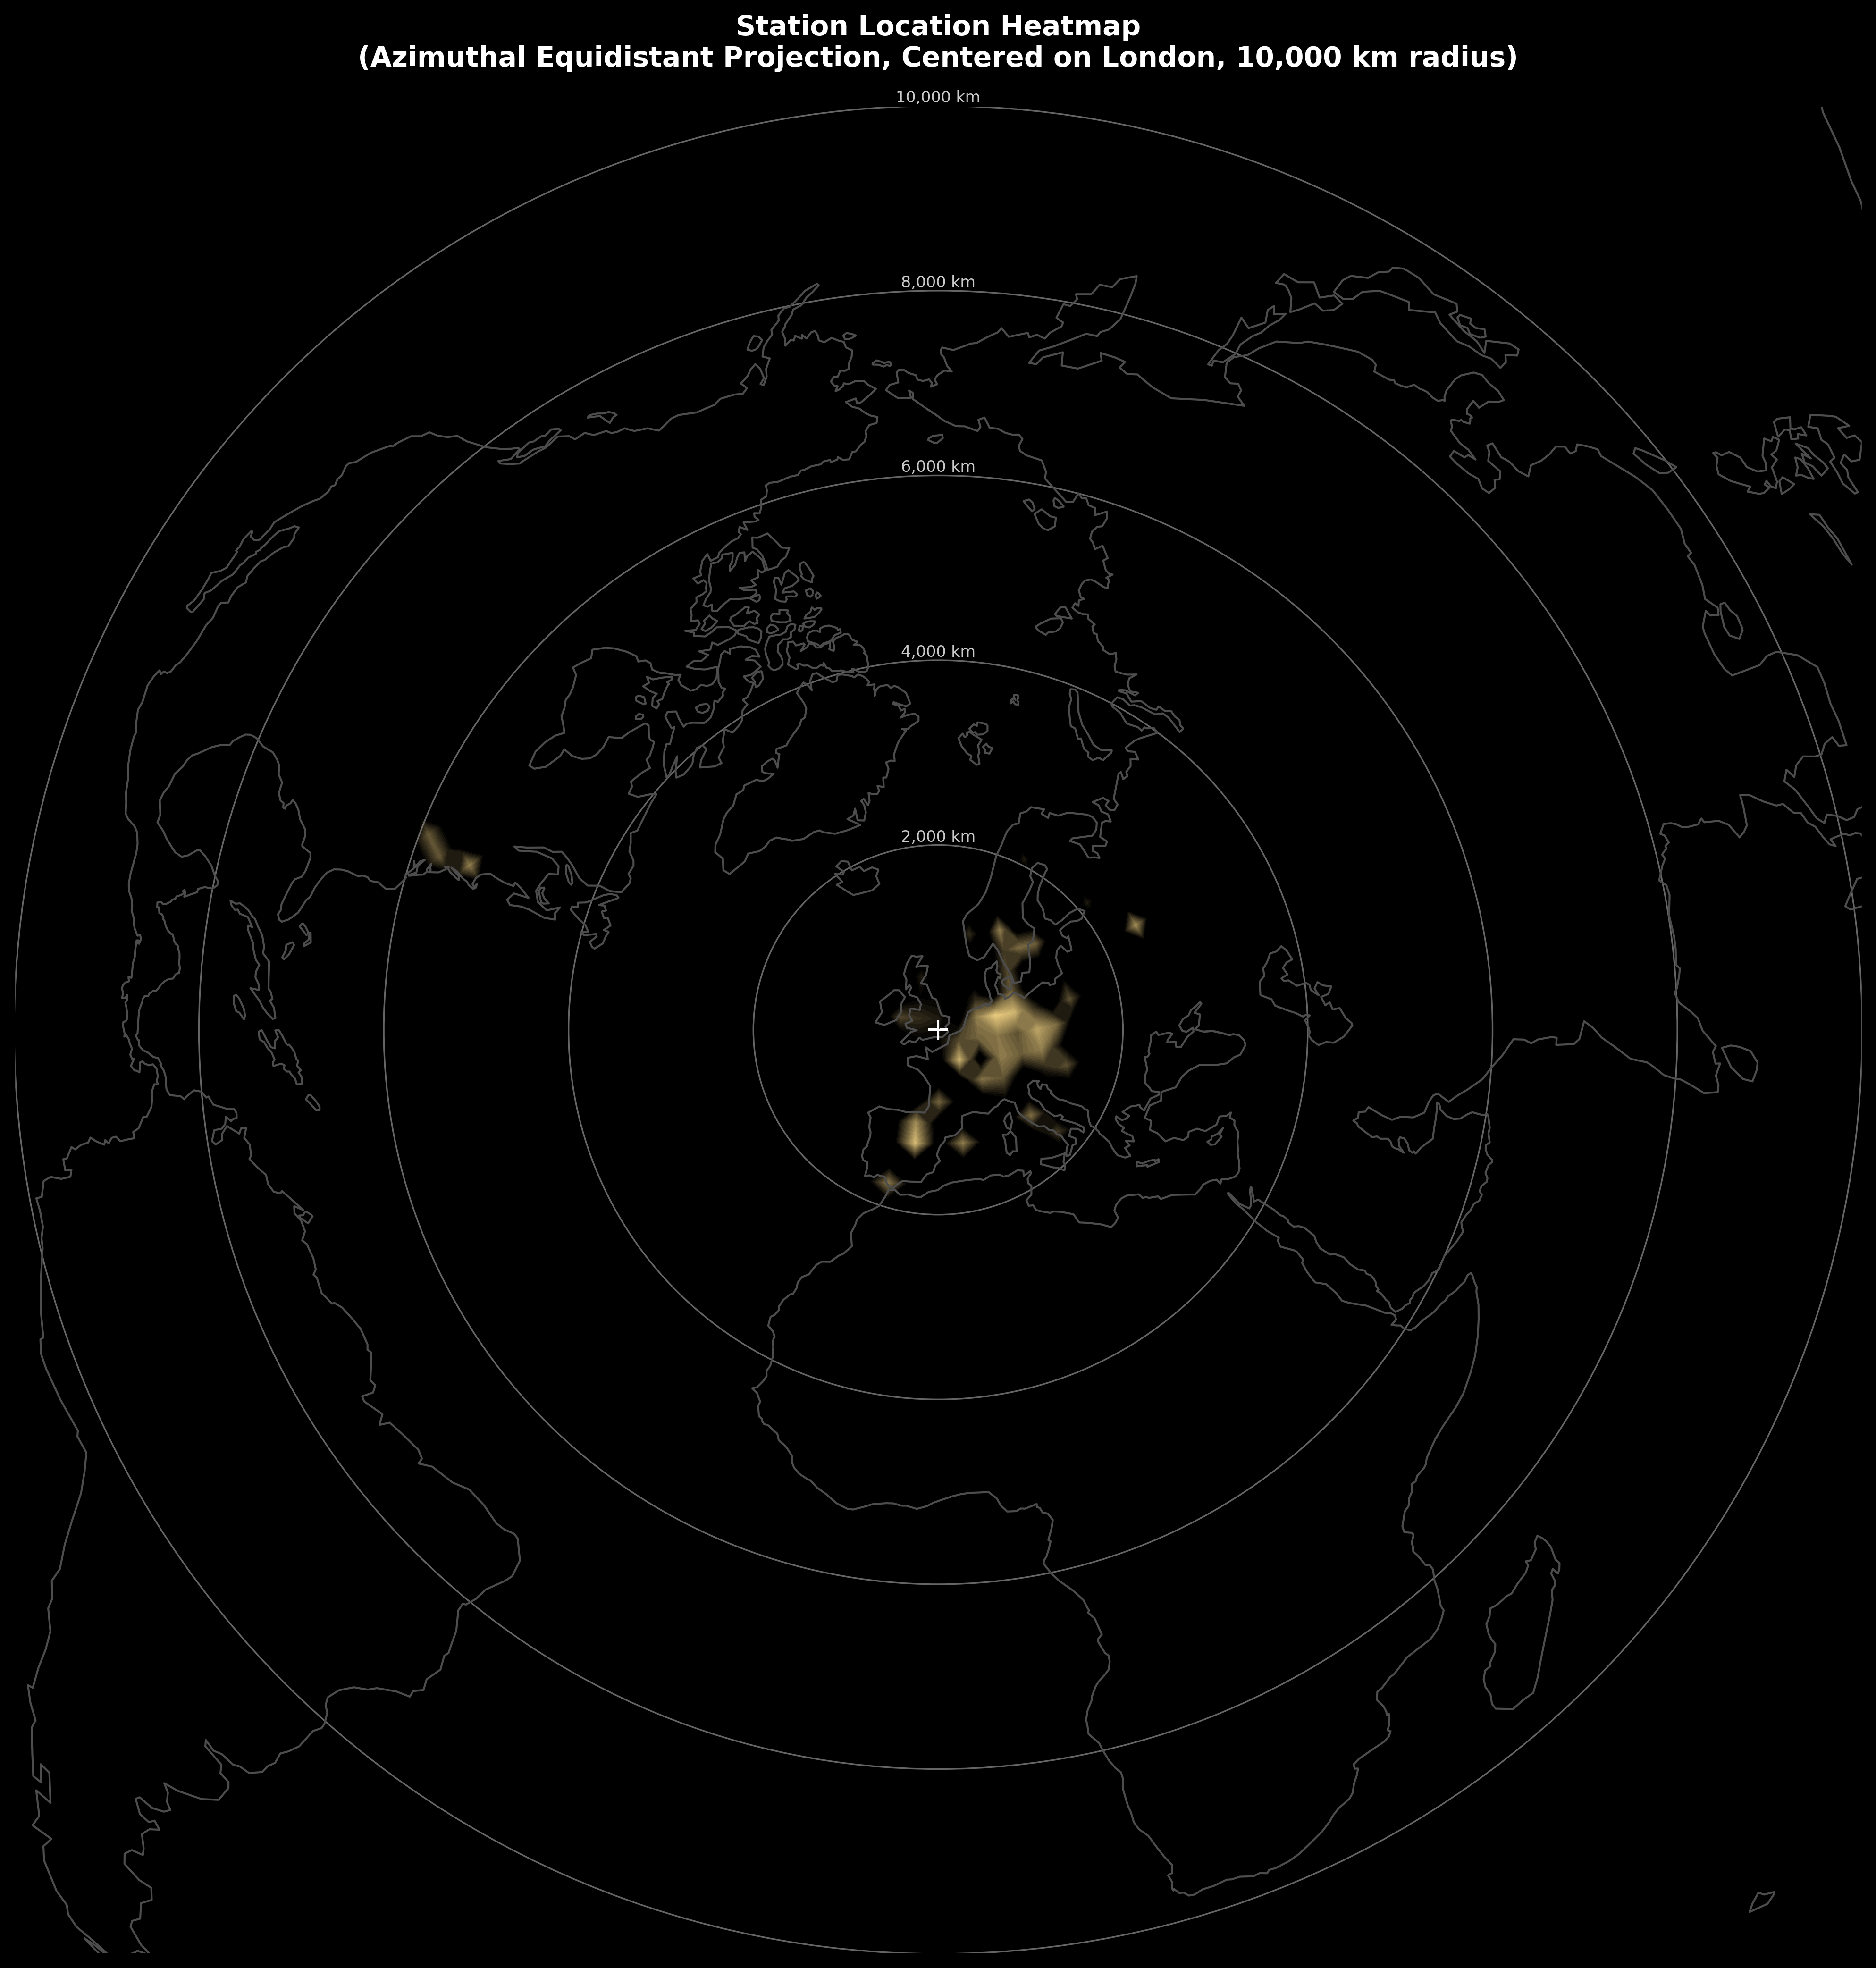 Station Location Heatmap
(Azimuthal Equidistant Projection, Centered on London, 10,000 km radius)
10,000 km
8,000 km
6,000 km
4,000 km
2,000 km